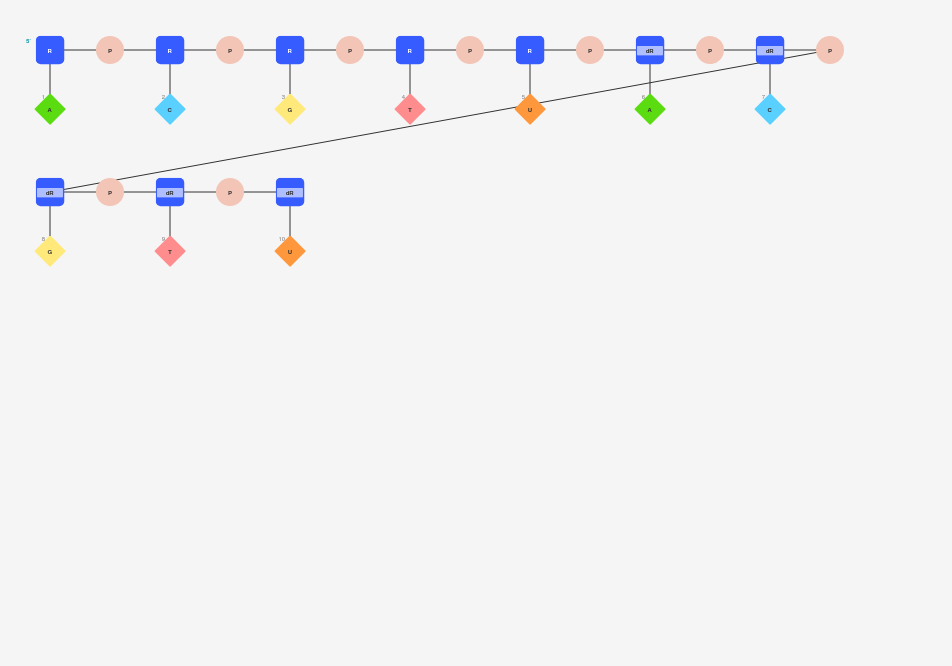 5'
R P R P R P R P R P dR P dR P
1 2 3 4 5 6 7
A C G T U A C
dR P dR P dR
8 9 10
G T U